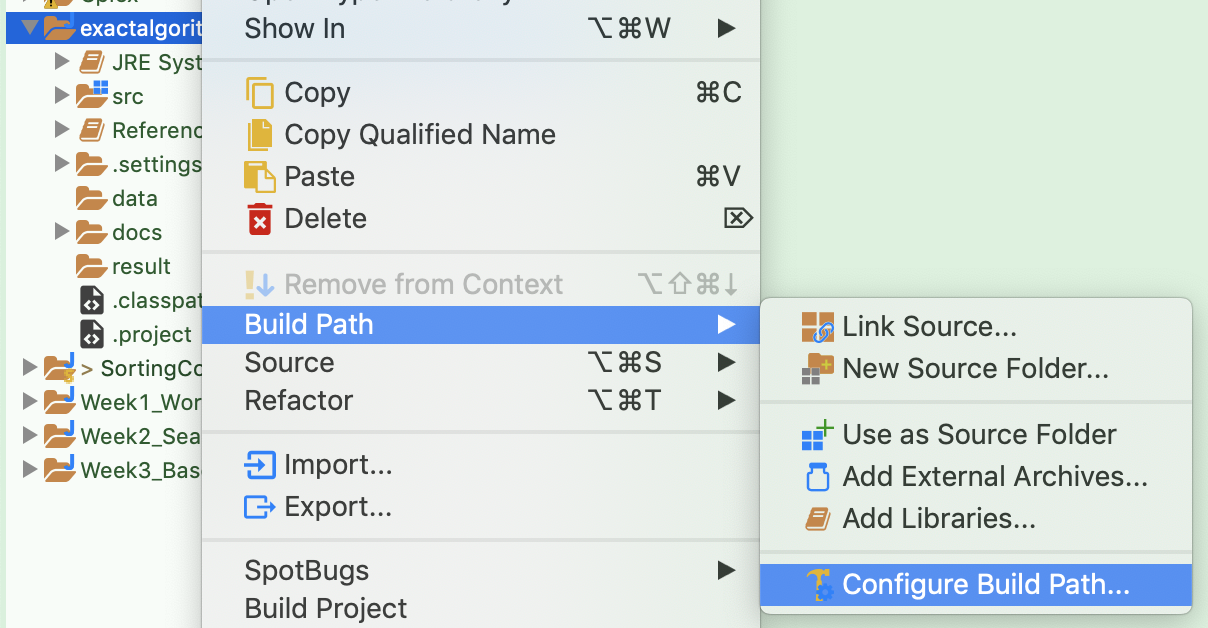 exactalgorit
JRE Syst
src
Referenc
.settings
data
docs
result
.classpat
.project
> SortingCo
Week1_Wor
Week2_Sea
Week3_Bas
Show In ⌥⌘W ▶
Copy ⌘C
Copy Qualified Name
Paste ⌘V
Delete ⌦
Remove from Context ⌥⇧⌘↓
Build Path ▶
Source ⌥⌘S ▶
Refactor ⌥⌘T ▶
Import...
Export...
SpotBugs ▶
Build Project
Link Source...
New Source Folder...
Use as Source Folder
Add External Archives...
Add Libraries...
Configure Build Path...